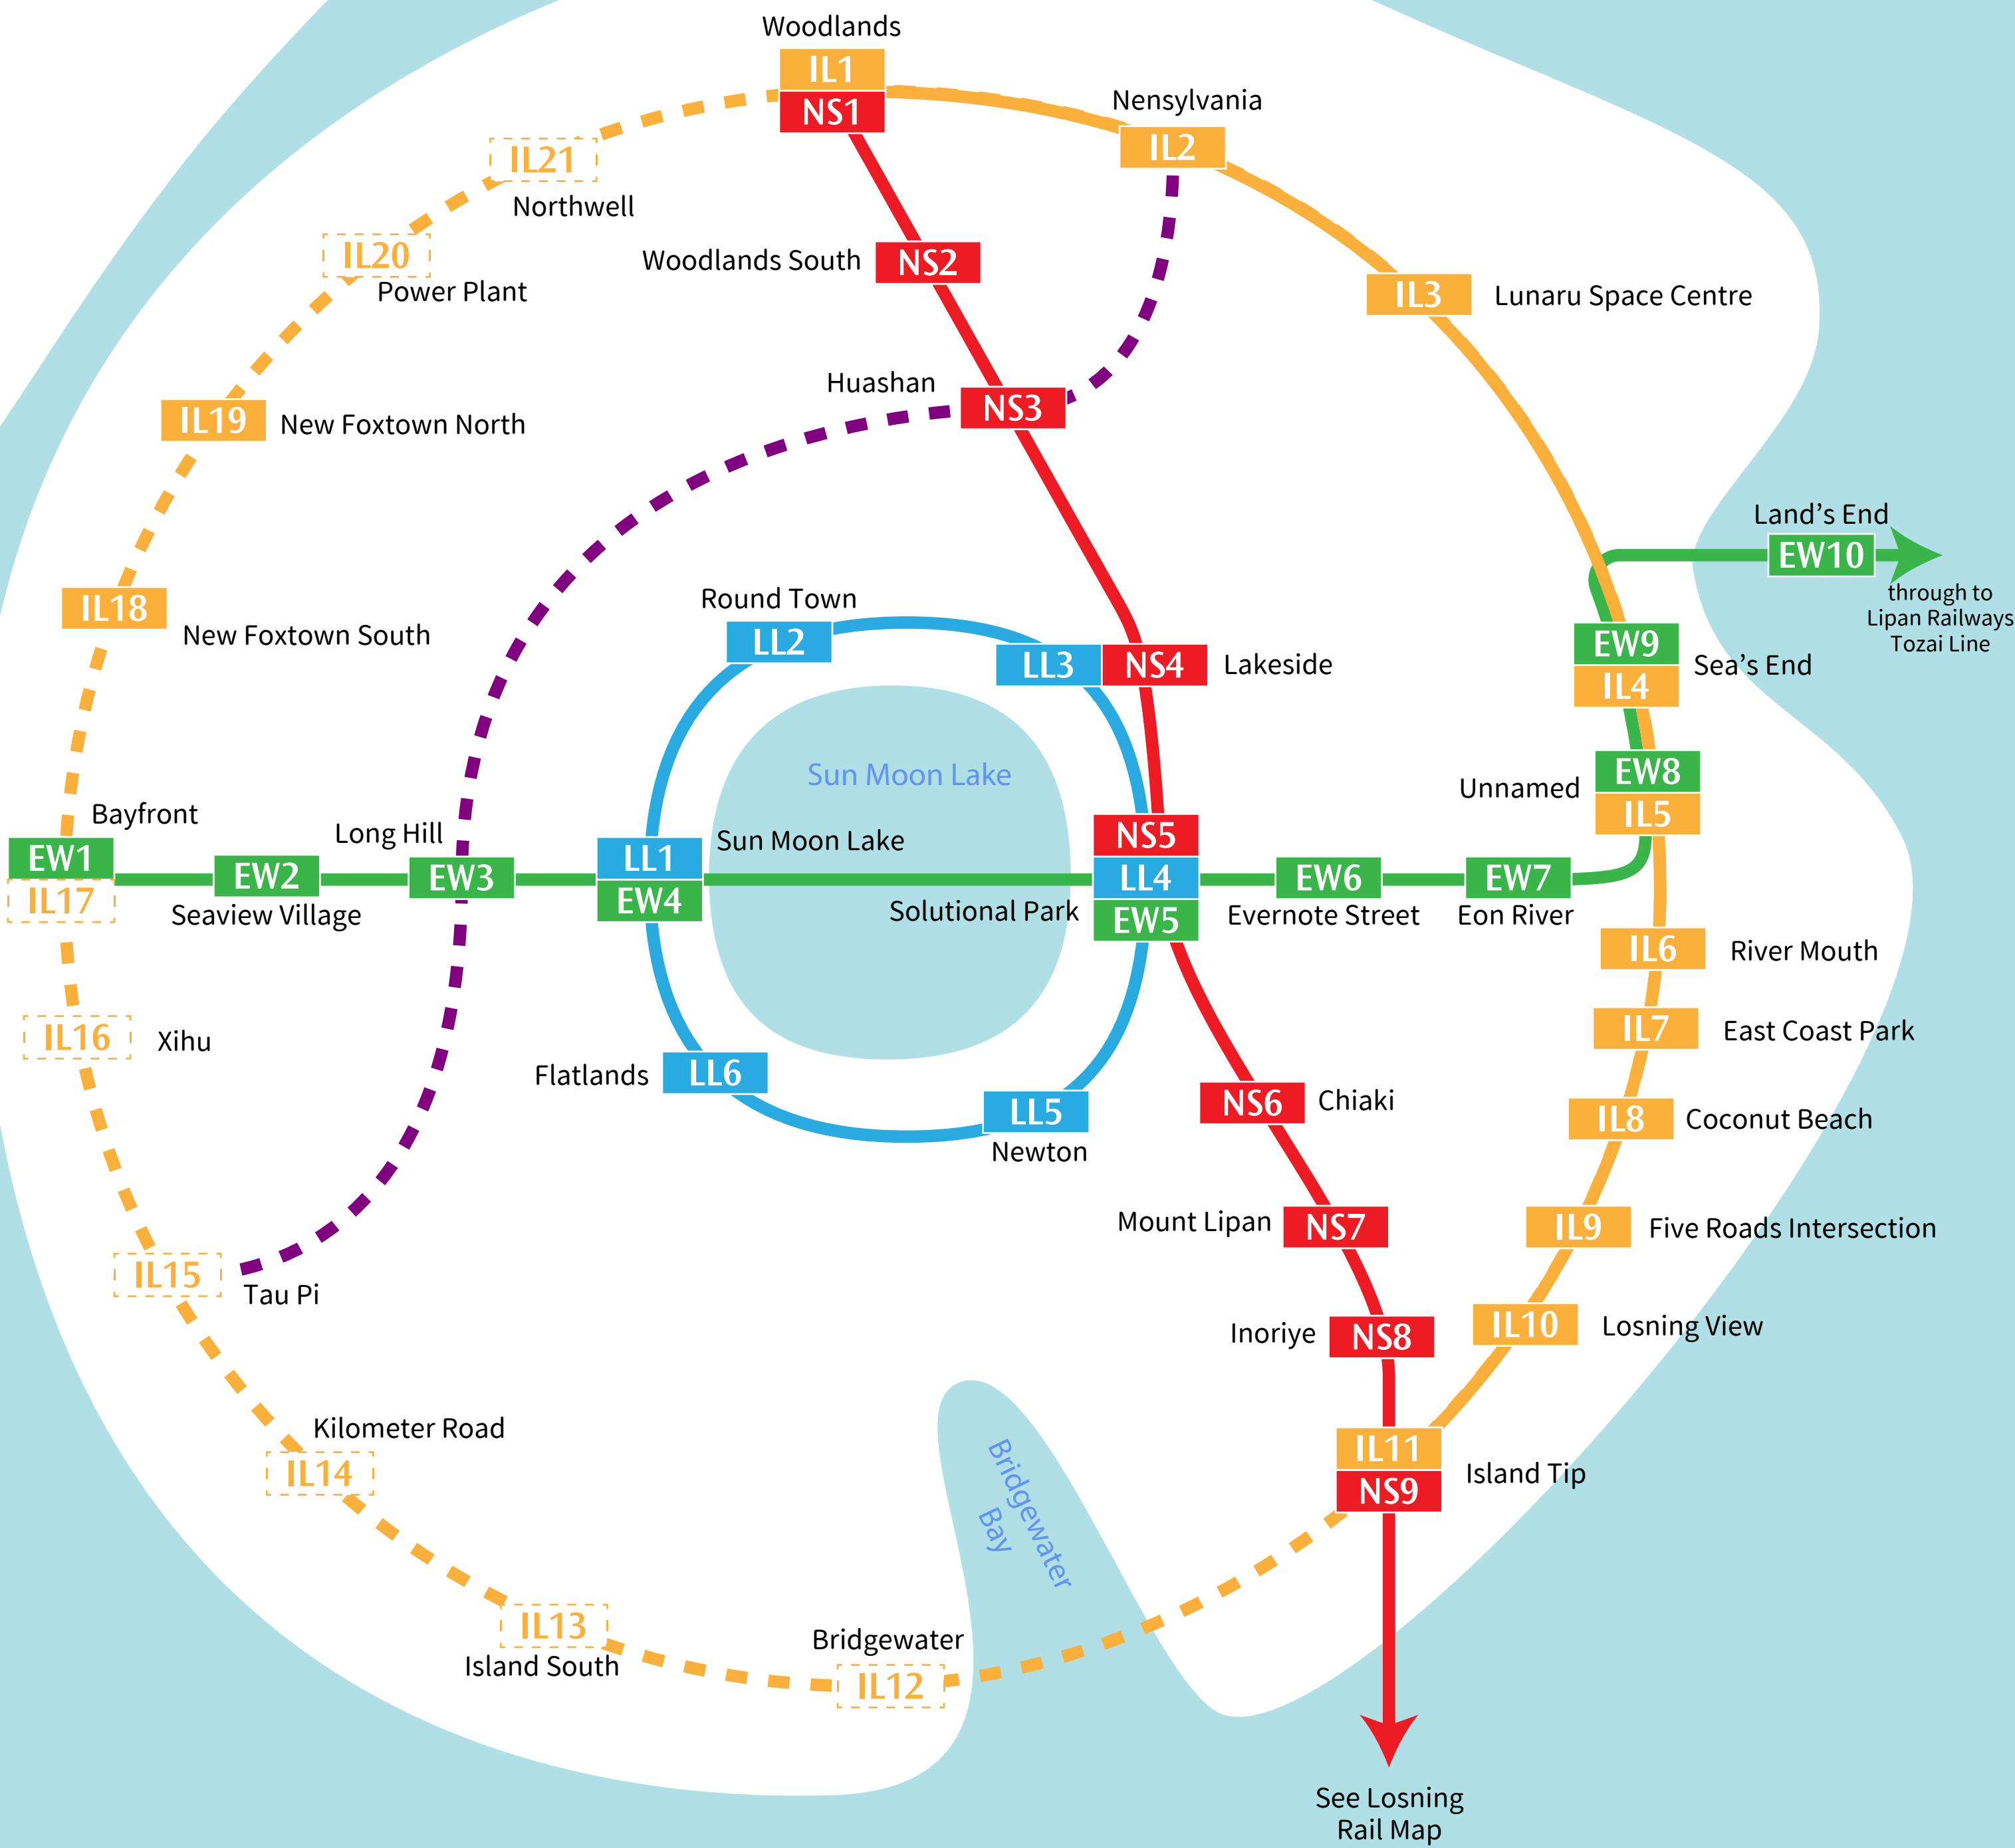 Woodlands
IL1
NS1
Nensylvania
IL2
IL21
Northwell
IL20
Power Plant
Woodlands South
NS2
IL3
Lunaru Space Centre
Huashan
NS3
IL19
New Foxtown North
Land's End
EW10
through to
Lipan Railways
Tozai Line
IL18
New Foxtown South
Round Town
LL2
LL3
NS4
Lakeside
EW9
IL4
Sea's End
Sun Moon Lake
Unnamed
EW8
IL5
Bayfront
EW1
IL17
EW2
Seaview Village
Long Hill
EW3
LL1
EW4
Sun Moon Lake
NS5
LL4
EW5
Solutional Park
EW6
Evernote Street
EW7
Eon River
IL6
River Mouth
IL16
Xihu
IL7
East Coast Park
Flatlands
LL6
LL5
Newton
NS6
Chiaki
IL8
Coconut Beach
Mount Lipan
NS7
IL9
Five Roads Intersection
IL15
Tau Pi
Inoriye
NS8
IL10
Losning View
Kilometer Road
IL14
Bridgewater
Bay
IL11
NS9
Island Tip
IL13
Island South
Bridgewater
IL12
See Losning
Rail Map